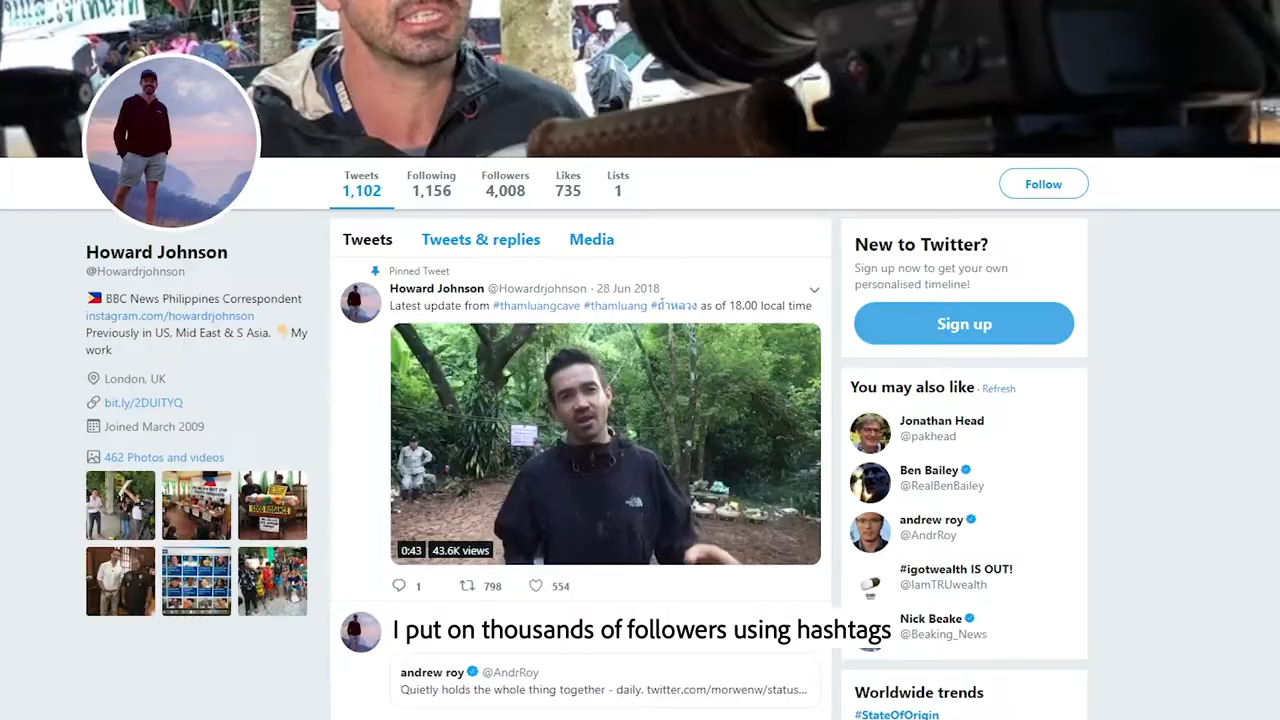 Tweets
1,102
Following
1,156
Followers
4,008
Likes
735
Lists
1
Follow
Howard Johnson
@Howardrjohnson
BBC News Philippines Correspondent
instagram.com/howardrjohnson
Previously in US, Mid East & S Asia. 👇 My
work
London, UK
bit.ly/2DUITYQ
Joined March 2009
462 Photos and videos
GOOD RIDDANCE
Tweets
Tweets & replies
Media
Pinned Tweet
Howard Johnson @Howardrjohnson · 28 Jun 2018
Latest update from #thamluangcave #thamluang #ถ้ำหลวง as of 18.00 local time
0:43
43.6K views
1
798
554
I put on thousands of followers using hashtags
andrew roy @AndrRoy
Quietly holds the whole thing together - daily. twitter.com/morwenw/status...
New to Twitter?
Sign up now to get your own
personalised timeline!
Sign up
You may also like · Refresh
Jonathan Head
@pakhead
Ben Bailey
@RealBenBailey
andrew roy
@AndrRoy
#igotwealth IS OUT!
@IamTRUwealth
Nick Beake
@Beaking_News
Worldwide trends
#StateOfOrigin